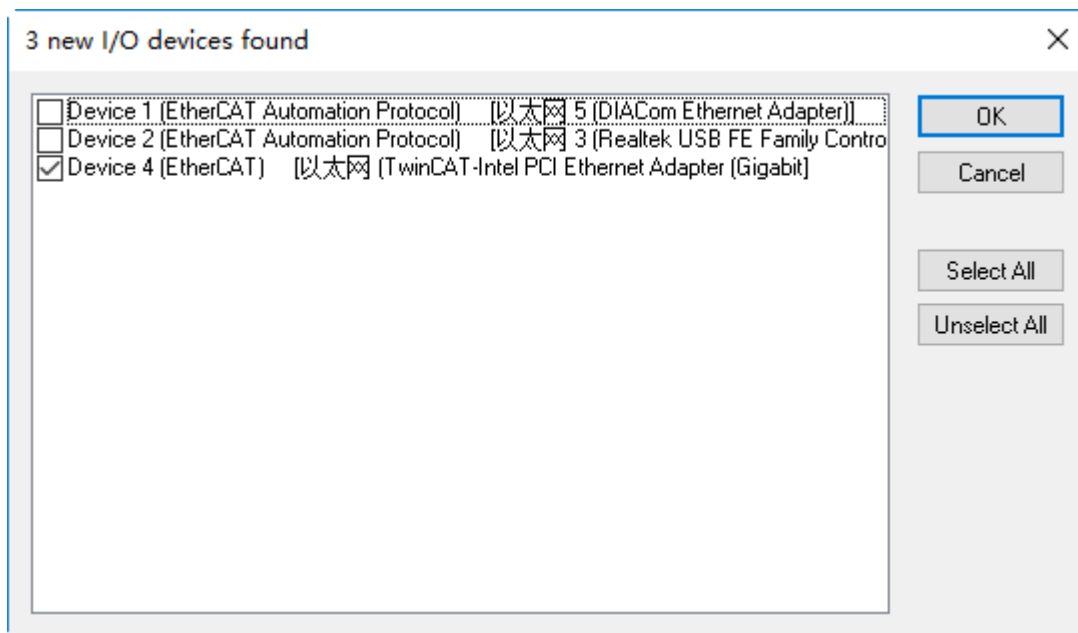 3 new I/O devices found
Device 1 (EtherCAT Automation Protocol) [以太网 5 (DIACom Ethernet Adapter)]
Device 2 (EtherCAT Automation Protocol) [以太网 3 (Realtek USB FE Family Contro
Device 4 (EtherCAT) [以太网 (TwinCAT-Intel PCI Ethernet Adapter (Gigabit]
OK
Cancel
Select All
Unselect All